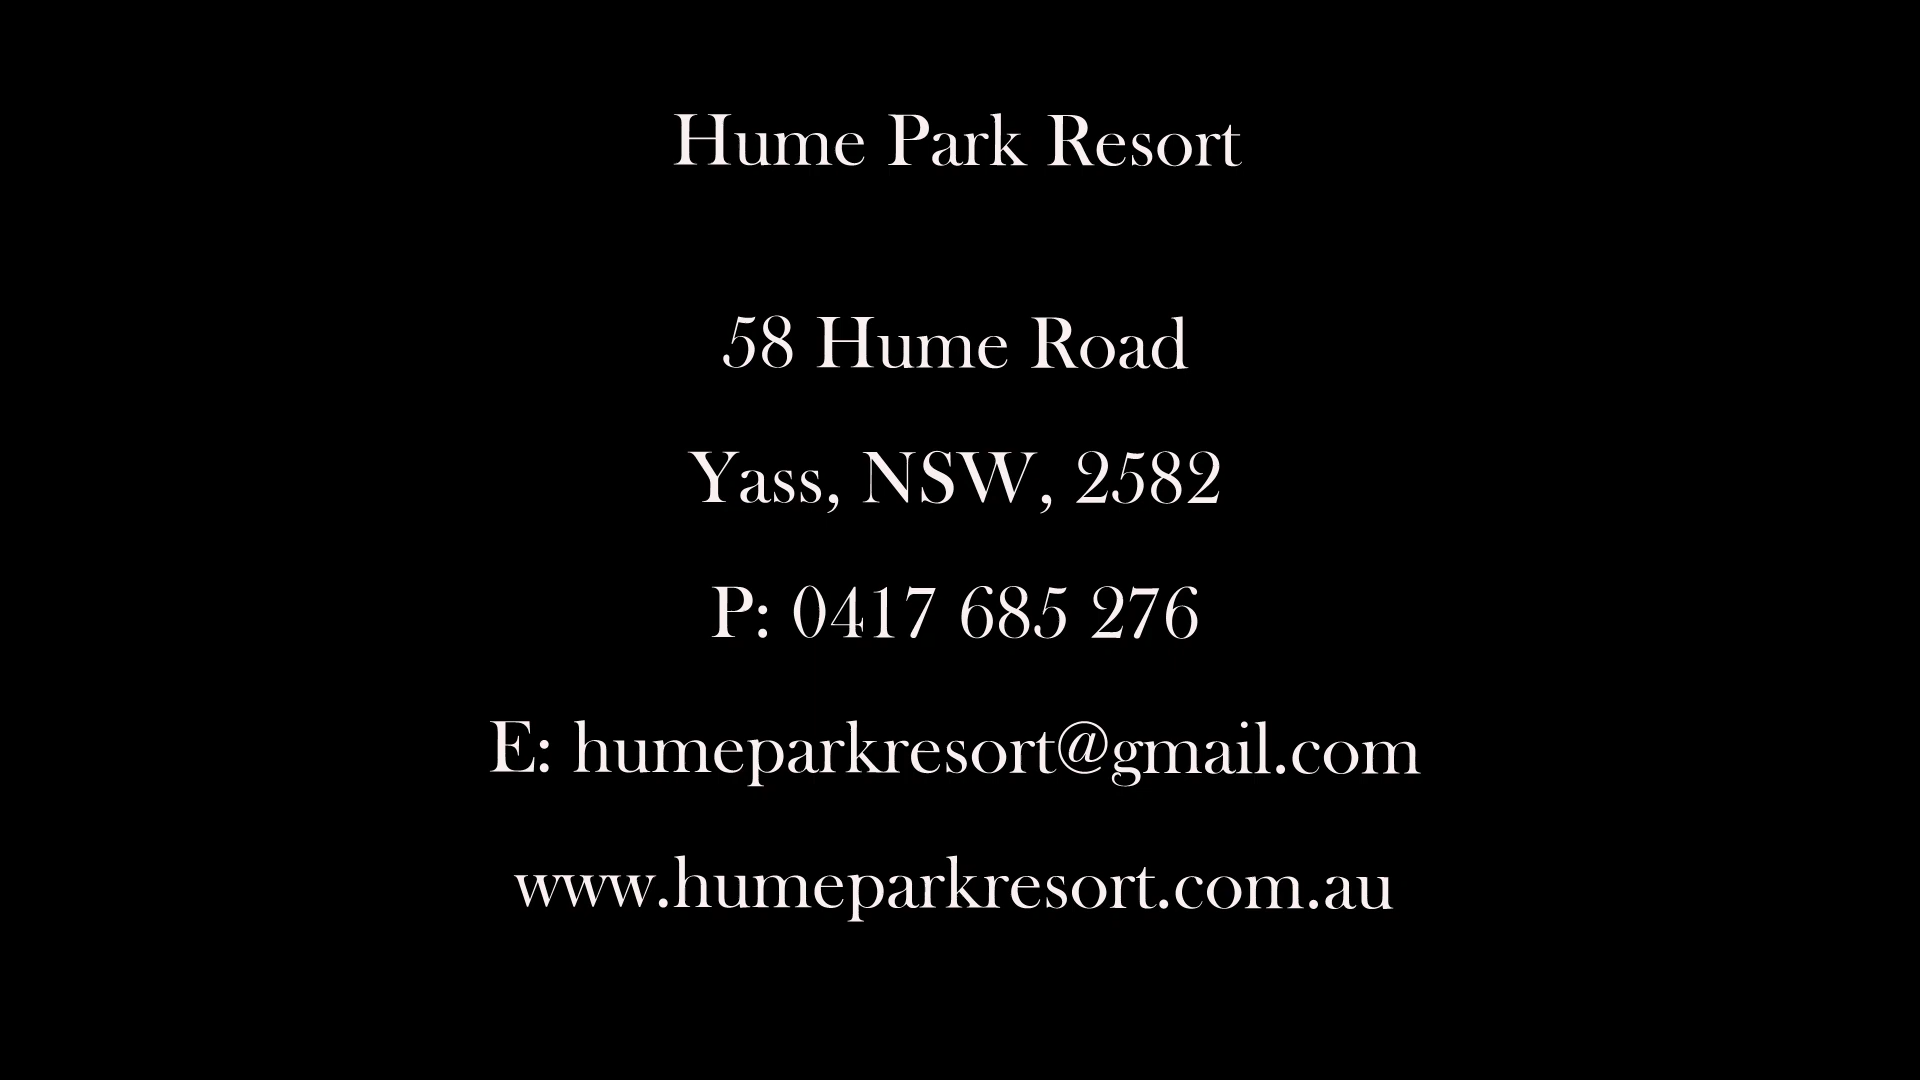 Hume Park Resort
58 Hume Road
Yass, NSW, 2582
P: 0417 685 276
E: humeparkresort@gmail.com
www.humeparkresort.com.au